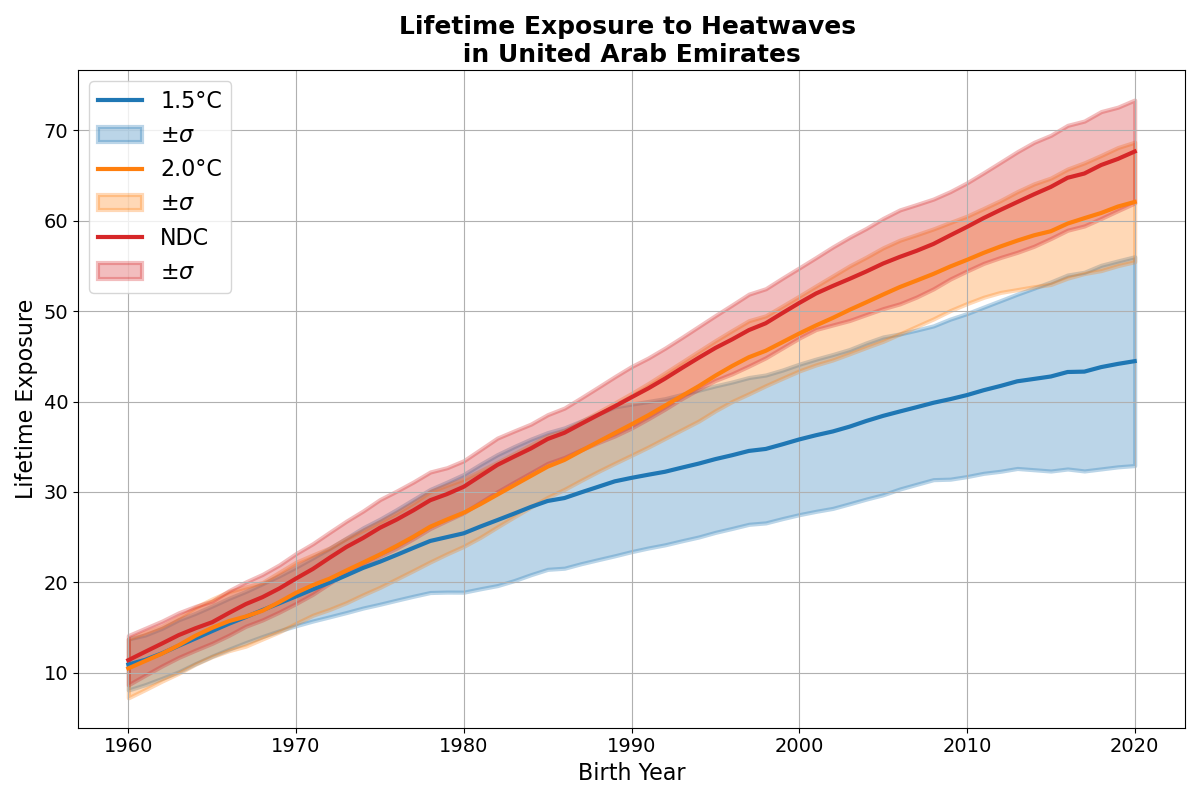 Lifetime Exposure to Heatwaves
in United Arab Emirates
1.5°C
±σ
2.0°C
±σ
NDC
±σ
Lifetime Exposure
70
60
50
40
30
20
10
1960
1970
1980
1990
2000
2010
2020
Birth Year